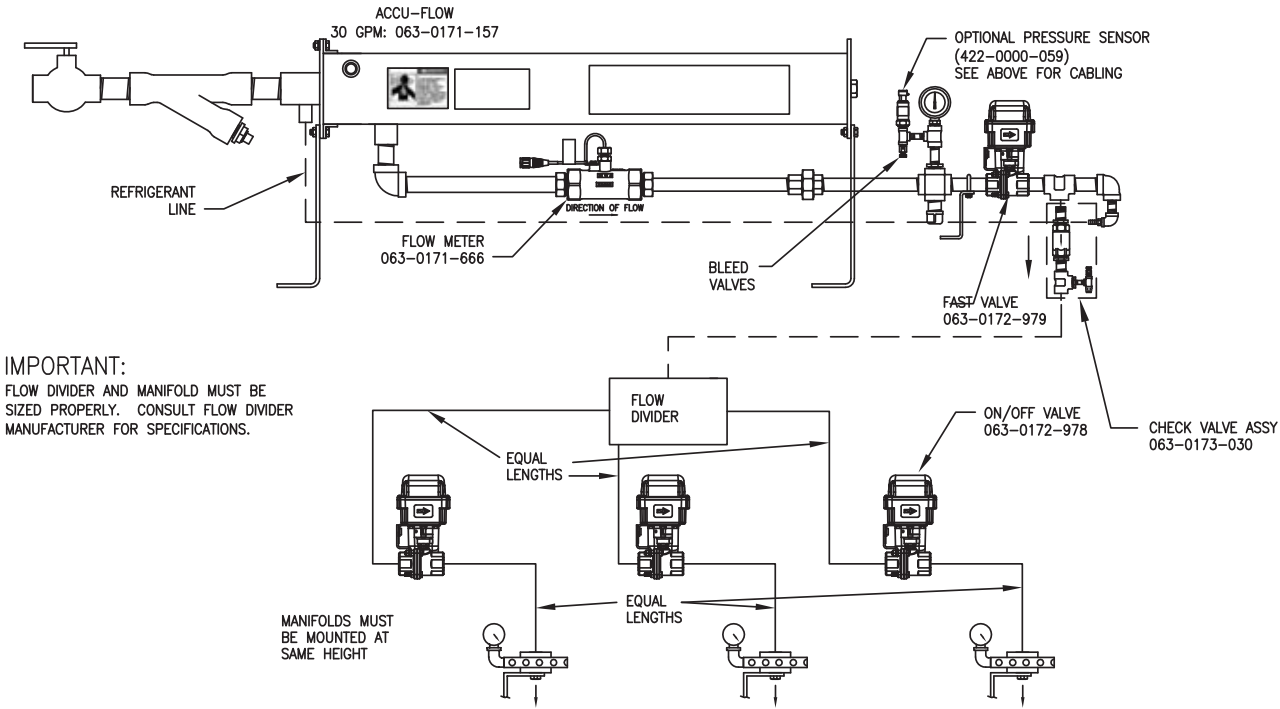 ACCU-FLOW
30 GPM: 063-0171-157
OPTIONAL PRESSURE SENSOR
(422-0000-059)
SEE ABOVE FOR CABLING
REFRIGERANT
LINE
DIRECTION OF FLOW
FLOW METER
063-0171-666
BLEED
VALVES
FAST VALVE
063-0172-979
IMPORTANT:
FLOW DIVIDER AND MANIFOLD MUST BE
SIZED PROPERLY. CONSULT FLOW DIVIDER
MANUFACTURER FOR SPECIFICATIONS.
FLOW
DIVIDER
ON/OFF VALVE
063-0172-978
CHECK VALVE ASSY
063-0173-030
EQUAL
LENGTHS
EQUAL
LENGTHS
MANIFOLDS MUST
BE MOUNTED AT
SAME HEIGHT